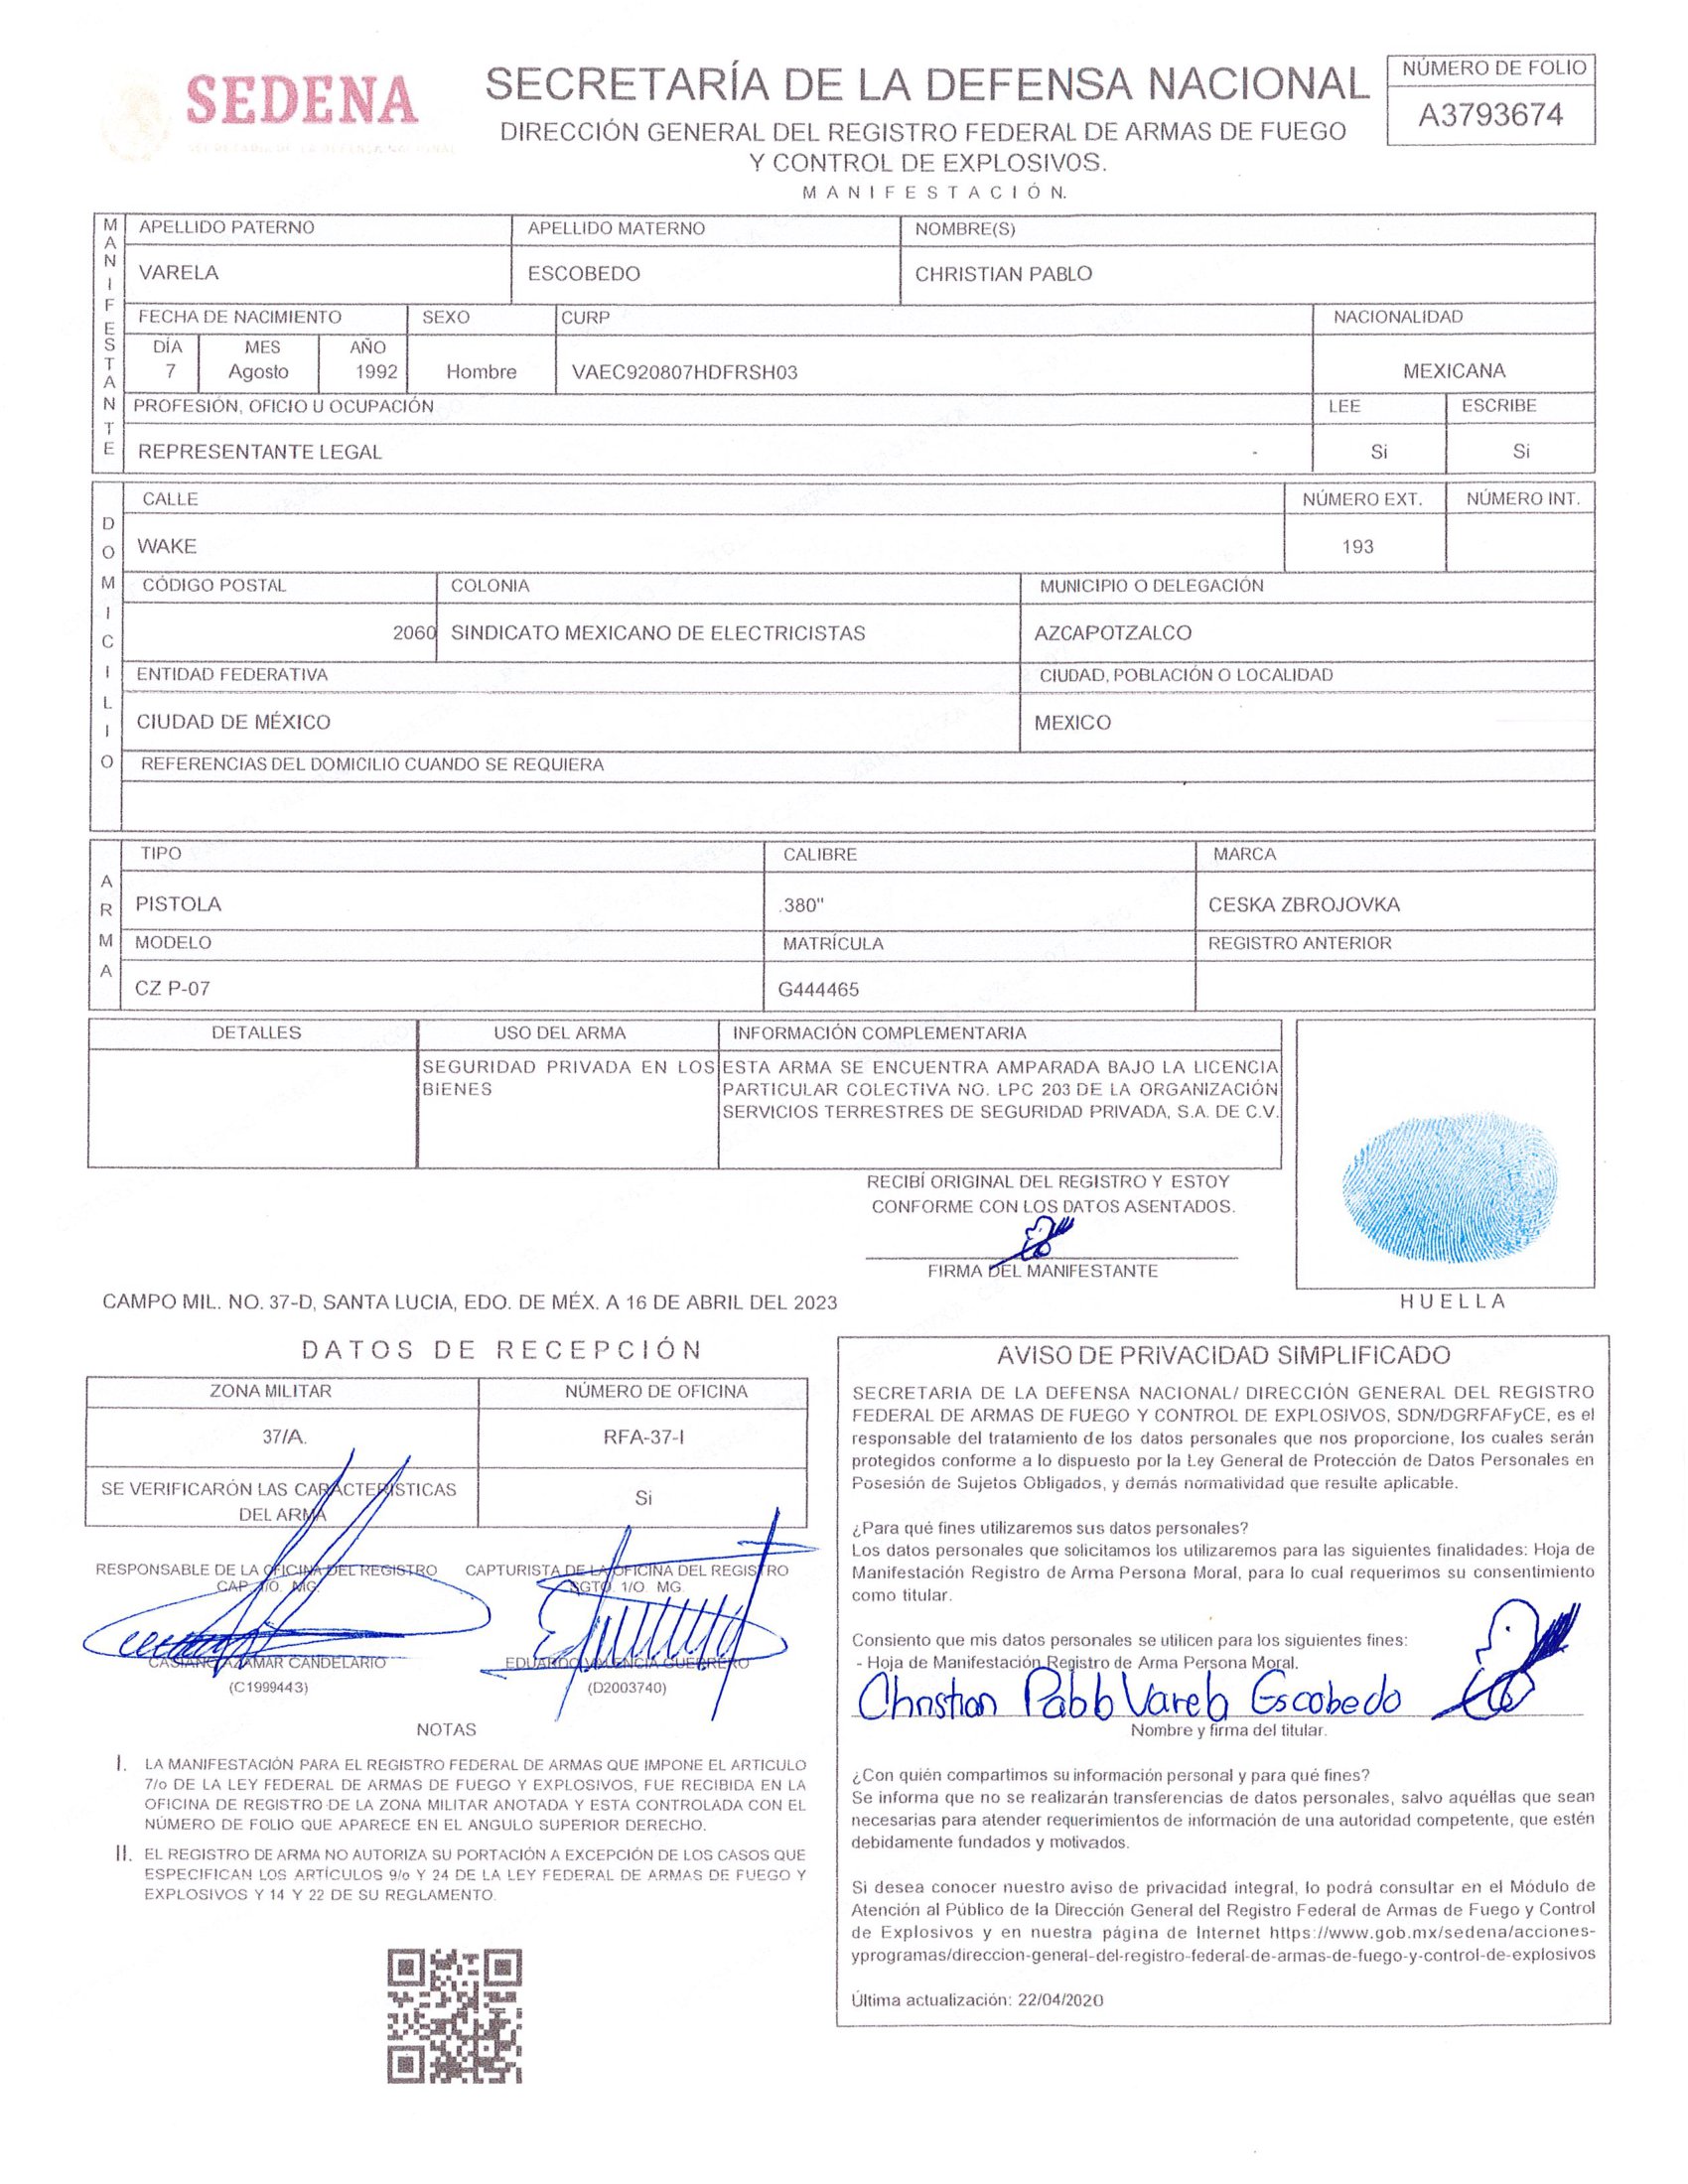 SEDENA
SECRETARÍA DE LA DEFENSA NACIONAL
SECRETARÍA DE LA DEFENSA NACIONAL
DIRECCIÓN GENERAL DEL REGISTRO FEDERAL DE ARMAS DE FUEGO
Y CONTROL DE EXPLOSIVOS.
MANIFESTACIÓN.
NÚMERO DE FOLIO
A3793674
MANIFESTANTE
APELLIDO PATERNO APELLIDO MATERNO NOMBRE(S)
VARELA ESCOBEDO CHRISTIAN PABLO
FECHA DE NACIMIENTO SEXO CURP NACIONALIDAD
DÍA MES AÑO
7 Agosto 1992 Hombre VAEC920807HDFRSH03 MEXICANA
PROFESIÓN, OFICIO U OCUPACIÓN LEE ESCRIBE
REPRESENTANTE LEGAL Si Si
DOMICILIO
CALLE NÚMERO EXT. NÚMERO INT.
WAKE 193
CÓDIGO POSTAL COLONIA MUNICIPIO O DELEGACIÓN
2060 SINDICATO MEXICANO DE ELECTRICISTAS AZCAPOTZALCO
ENTIDAD FEDERATIVA CIUDAD, POBLACIÓN O LOCALIDAD
CIUDAD DE MÉXICO MEXICO
REFERENCIAS DEL DOMICILIO CUANDO SE REQUIERA
ARMA
TIPO CALIBRE MARCA
PISTOLA .380" CESKA ZBROJOVKA
MODELO MATRÍCULA REGISTRO ANTERIOR
CZ P-07 G444465
DETALLES USO DEL ARMA INFORMACIÓN COMPLEMENTARIA
SEGURIDAD PRIVADA EN LOS
BIENES
ESTA ARMA SE ENCUENTRA AMPARADA BAJO LA LICENCIA
PARTICULAR COLECTIVA NO. LPC 203 DE LA ORGANIZACIÓN
SERVICIOS TERRESTRES DE SEGURIDAD PRIVADA, S.A. DE C.V.
RECIBÍ ORIGINAL DEL REGISTRO Y ESTOY
CONFORME CON LOS DATOS ASENTADOS.
FIRMA DEL MANIFESTANTE
HUELLA
CAMPO MIL. NO. 37-D, SANTA LUCIA, EDO. DE MÉX. A 16 DE ABRIL DEL 2023
DATOS DE RECEPCIÓN
ZONA MILITAR NÚMERO DE OFICINA
37/A. RFA-37-I
SE VERIFICARÓN LAS CARACTERÍSTICAS
DEL ARMA
Si
RESPONSABLE DE LA OFICINA DEL REGISTRO
CAP. 1/O. MG.
CASIANO AZAMAR CANDELARIO
(C1999443)
CAPTURISTA DE LA OFICINA DEL REGISTRO
SGTO. 1/O. MG.
EDUARDO VALENCIA GUERRERO
(D2003740)
NOTAS
I. LA MANIFESTACIÓN PARA EL REGISTRO FEDERAL DE ARMAS QUE IMPONE EL ARTICULO
7/o DE LA LEY FEDERAL DE ARMAS DE FUEGO Y EXPLOSIVOS, FUE RECIBIDA EN LA
OFICINA DE REGISTRO DE LA ZONA MILITAR ANOTADA Y ESTA CONTROLADA CON EL
NÚMERO DE FOLIO QUE APARECE EN EL ANGULO SUPERIOR DERECHO.
II. EL REGISTRO DE ARMA NO AUTORIZA SU PORTACIÓN A EXCEPCIÓN DE LOS CASOS QUE
ESPECIFICAN LOS ARTÍCULOS 9/o Y 24 DE LA LEY FEDERAL DE ARMAS DE FUEGO Y
EXPLOSIVOS Y 14 Y 22 DE SU REGLAMENTO.
AVISO DE PRIVACIDAD SIMPLIFICADO
SECRETARIA DE LA DEFENSA NACIONAL/ DIRECCIÓN GENERAL DEL REGISTRO
FEDERAL DE ARMAS DE FUEGO Y CONTROL DE EXPLOSIVOS, SDN/DGRFAFyCE, es el
responsable del tratamiento de los datos personales que nos proporcione, los cuales serán
protegidos conforme a lo dispuesto por la Ley General de Protección de Datos Personales en
Posesión de Sujetos Obligados, y demás normatividad que resulte aplicable.
¿Para qué fines utilizaremos sus datos personales?
Los datos personales que solicitamos los utilizaremos para las siguientes finalidades: Hoja de
Manifestación Registro de Arma Persona Moral, para lo cual requerimos su consentimiento
como titular.
Consiento que mis datos personales se utilicen para los siguientes fines:
- Hoja de Manifestación Registro de Arma Persona Moral.
Christian Pablo Varela Escobedo
Nombre y firma del titular.
¿Con quién compartimos su información personal y para qué fines?
Se informa que no se realizarán transferencias de datos personales, salvo aquéllas que sean
necesarias para atender requerimientos de información de una autoridad competente, que estén
debidamente fundados y motivados.
Si desea conocer nuestro aviso de privacidad integral, lo podrá consultar en el Módulo de
Atención al Público de la Dirección General del Registro Federal de Armas de Fuego y Control
de Explosivos y en nuestra página de Internet https://www.gob.mx/sedena/acciones-
yprogramas/direccion-general-del-registro-federal-de-armas-de-fuego-y-control-de-explosivos
Última actualización: 22/04/2020